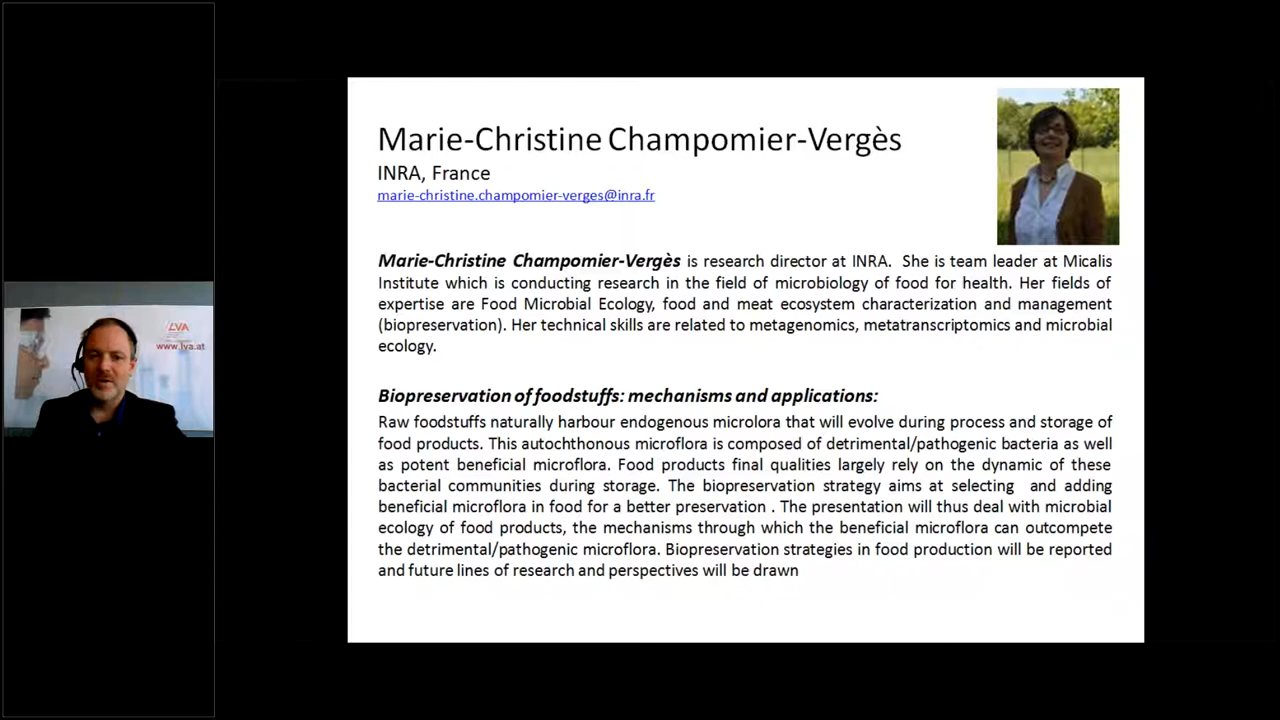 Marie-Christine Champomier-Vergès
INRA, France
marie-christine.champomier-verges@inra.fr
Marie-Christine Champomier-Vergès is research director at INRA. She is team leader at Micalis
Institute which is conducting research in the field of microbiology of food for health. Her fields of
expertise are Food Microbial Ecology, food and meat ecosystem characterization and management
(biopreservation). Her technical skills are related to metagenomics, metatranscriptomics and microbial
ecology.
Biopreservation of foodstuffs: mechanisms and applications:
Raw foodstuffs naturally harbour endogenous microlora that will evolve during process and storage of
food products. This autochthonous microflora is composed of detrimental/pathogenic bacteria as well
as potent beneficial microflora. Food products final qualities largely rely on the dynamic of these
bacterial communities during storage. The biopreservation strategy aims at selecting and adding
beneficial microflora in food for a better preservation . The presentation will thus deal with microbial
ecology of food products, the mechanisms through which the beneficial microflora can outcompete
the detrimental/pathogenic microflora. Biopreservation strategies in food production will be reported
and future lines of research and perspectives will be drawn
LVA
www.lva.at